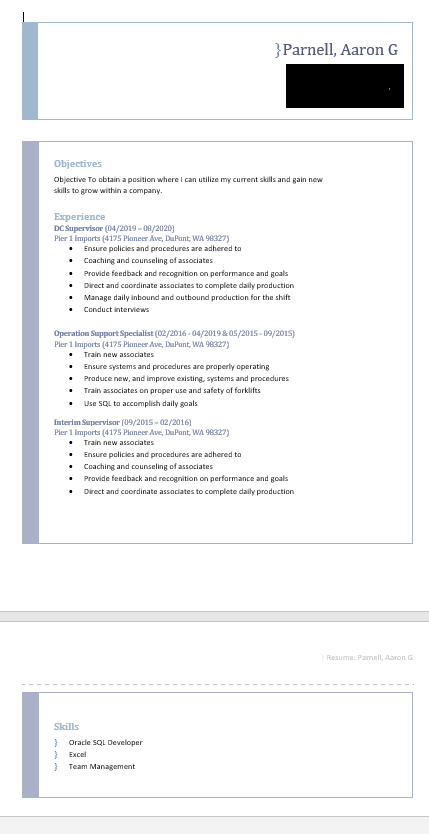 }Parnell, Aaron G
Objectives
Objective To obtain a position where I can utilize my current skills and gain new
skills to grow within a company.
Experience
DC Supervisor (04/2019 – 08/2020)
Pier 1 Imports (4175 Pioneer Ave, DuPont, WA 98327)
• Ensure policies and procedures are adhered to
• Coaching and counseling of associates
• Provide feedback and recognition on performance and goals
• Direct and coordinate associates to complete daily production
• Manage daily inbound and outbound production for the shift
• Conduct interviews
Operation Support Specialist (02/2016 - 04/2019 & 05/2015 - 09/2015)
Pier 1 Imports (4175 Pioneer Ave, DuPont, WA 98327)
• Train new associates
• Ensure systems and procedures are properly operating
• Produce new, and improve existing, systems and procedures
• Train associates on proper use and safety of forklifts
• Use SQL to accomplish daily goals
Interim Supervisor (09/2015 – 02/2016)
Pier 1 Imports (4175 Pioneer Ave, DuPont, WA 98327)
• Train new associates
• Ensure policies and procedures are adhered to
• Coaching and counseling of associates
• Provide feedback and recognition on performance and goals
• Direct and coordinate associates to complete daily production
| Resume: Parnell, Aaron G
Skills
} Oracle SQL Developer
} Excel
} Team Management